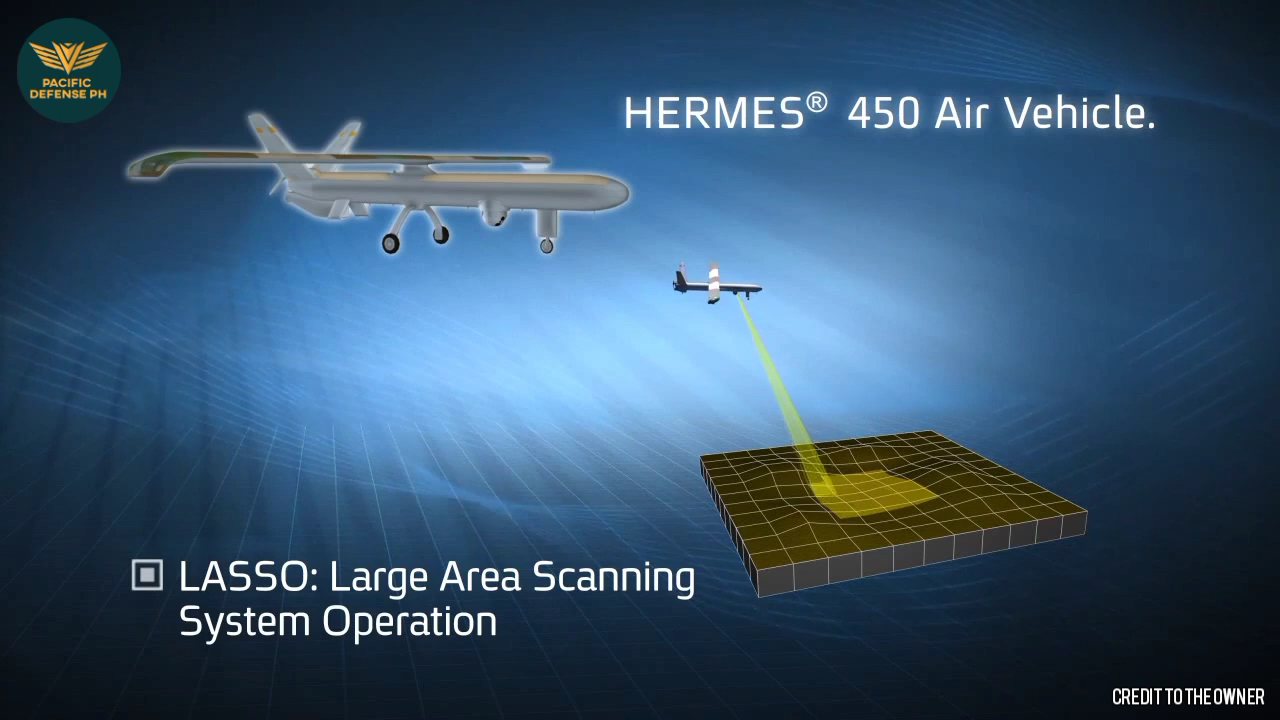 PACIFIC
DEFENSE PH
HERMES® 450 Air Vehicle.
LASSO: Large Area Scanning
System Operation
CREDIT TO THE OWNER